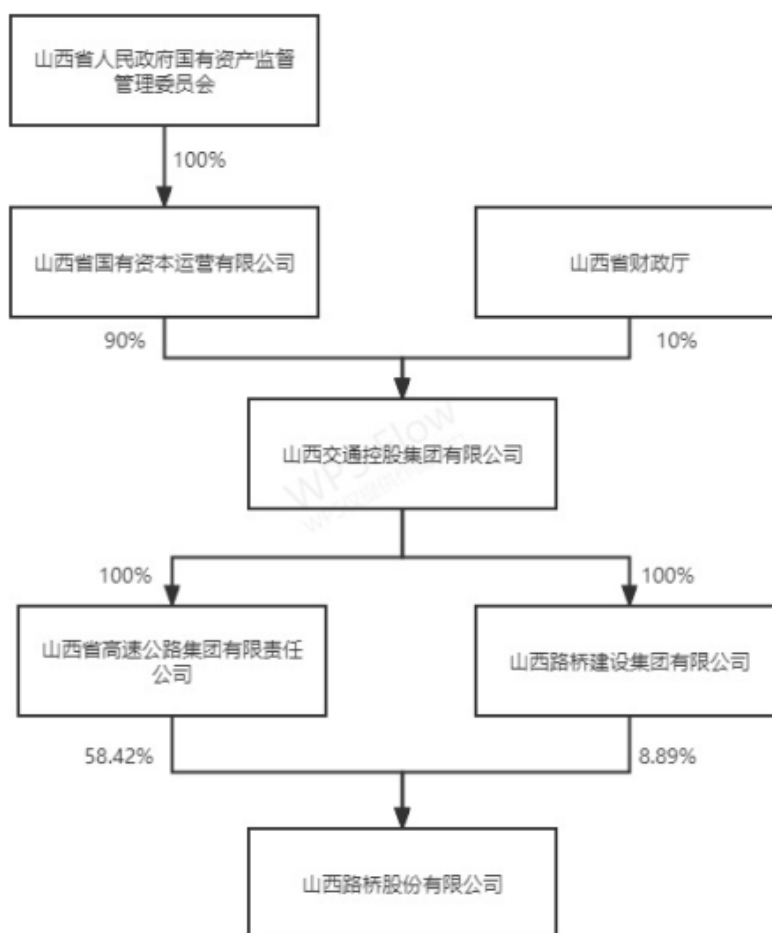 山西省人民政府国有资产监督
管理委员会
100%
山西省国有资本运营有限公司
山西省财政厅
90%
10%
山西交通控股集团有限公司
100%
100%
山西省高速公路集团有限责任
公司
山西路桥建设集团有限公司
58.42%
8.89%
山西路桥股份有限公司